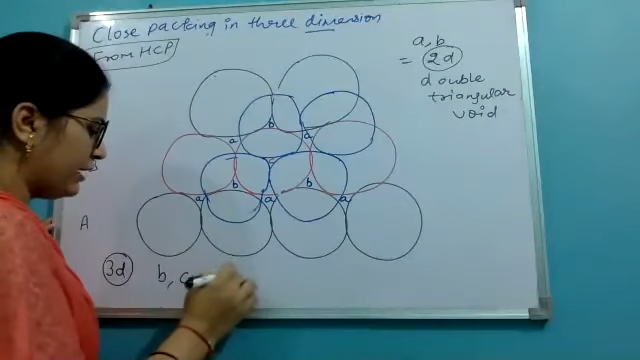 Close packing in three dimension
From HCP
a, b
= 2d
double
triangular
void
b
a
a
b
b
a
a
a
A
3d
b, c